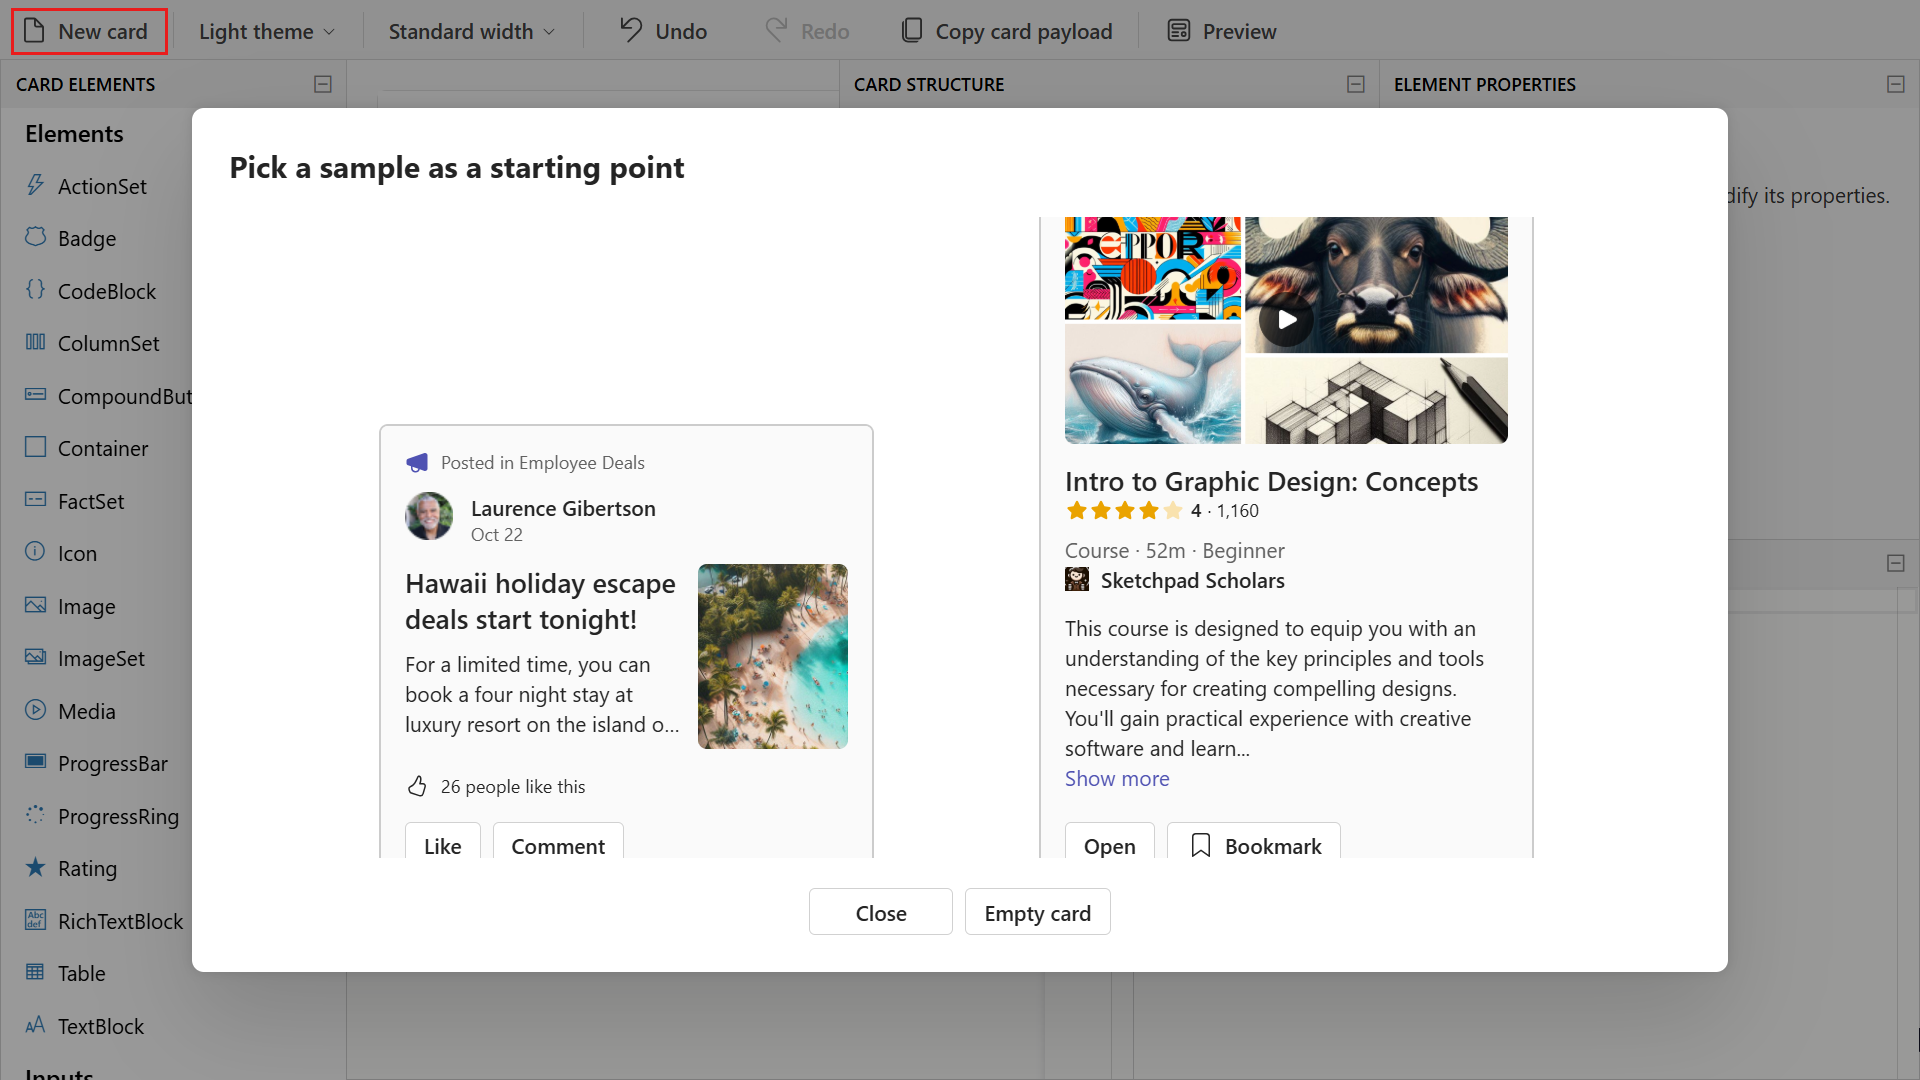 New card
Light theme
Standard width
Undo
Redo
Copy card payload
Preview
CARD ELEMENTS
CARD STRUCTURE
ELEMENT PROPERTIES
Elements
ActionSet
Badge
CodeBlock
ColumnSet
CompoundBut
Container
FactSet
Icon
Image
ImageSet
Media
ProgressBar
ProgressRing
Rating
Abc
def
RichTextBlock
Table
TextBlock
Inputs
dify its properties.
Pick a sample as a starting point
Posted in Employee Deals
Laurence Gibertson
Oct 22
Hawaii holiday escape
deals start tonight!
For a limited time, you can
book a four night stay at
luxury resort on the island o...
26 people like this
Like
Comment
Intro to Graphic Design: Concepts
4 · 1,160
Course · 52m · Beginner
Sketchpad Scholars
This course is designed to equip you with an
understanding of the key principles and tools
necessary for creating compelling designs.
You'll gain practical experience with creative
software and learn...
Show more
Open
Bookmark
Close
Empty card